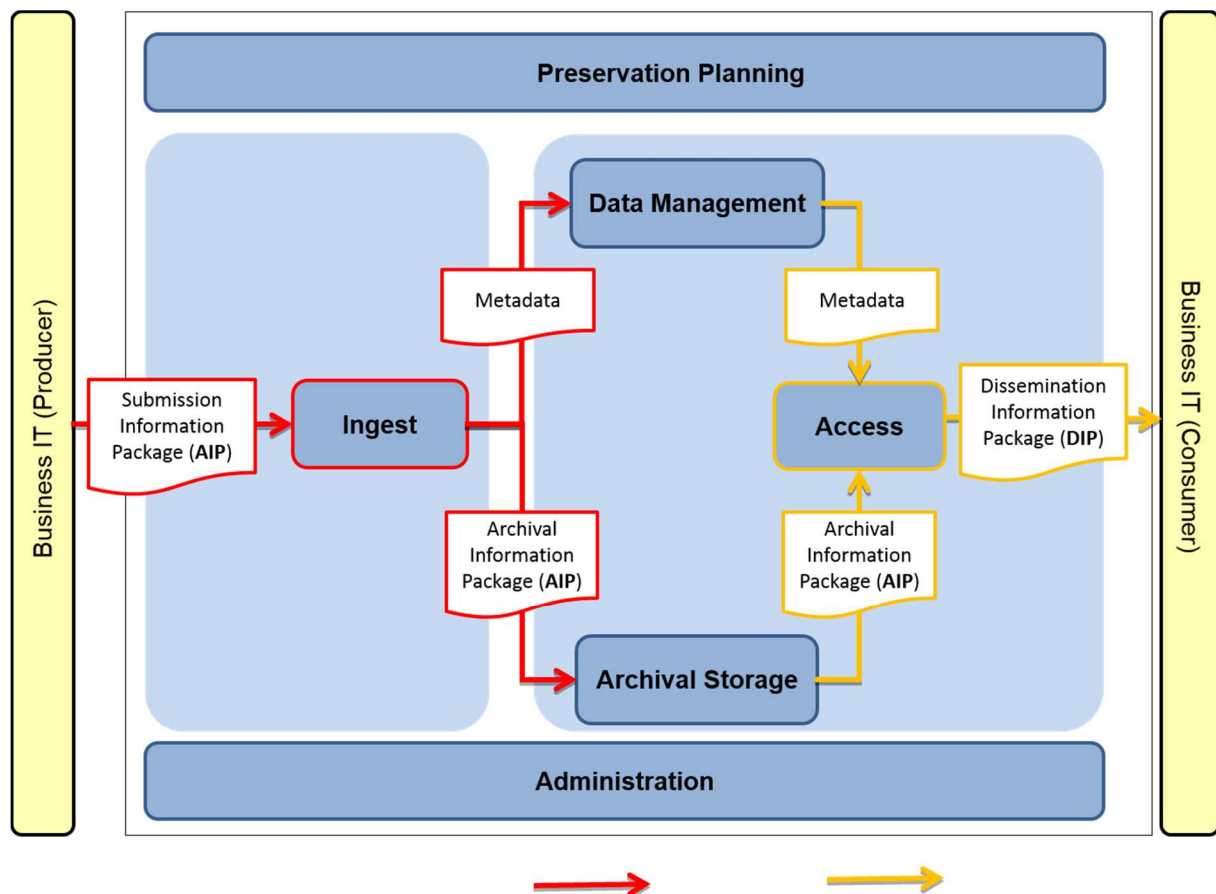 Preservation Planning
Business IT (Producer)
Data Management
Metadata
Metadata
Submission
Information
Package (AIP)
Ingest
Access
Dissemination
Information
Package (DIP)
Business IT (Consumer)
Archival
Information
Package (AIP)
Archival
Information
Package (AIP)
Archival Storage
Administration